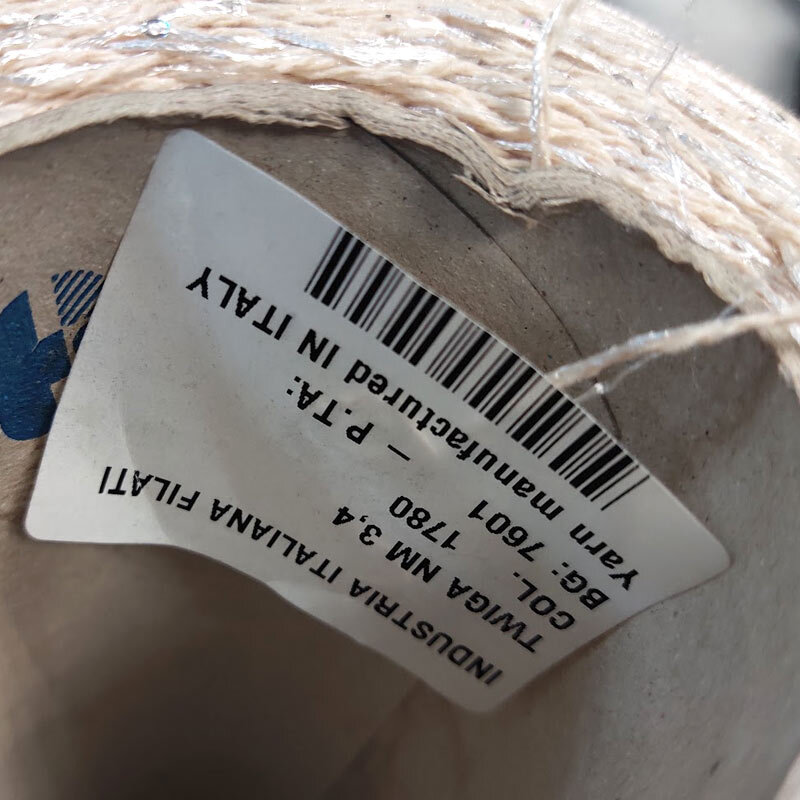 INDUSTRIA ITALIANA FILATI
TWIGA NM 3,4
COL. 1780
BG: 7601 – P.TA:
Yarn manufactured IN ITALY